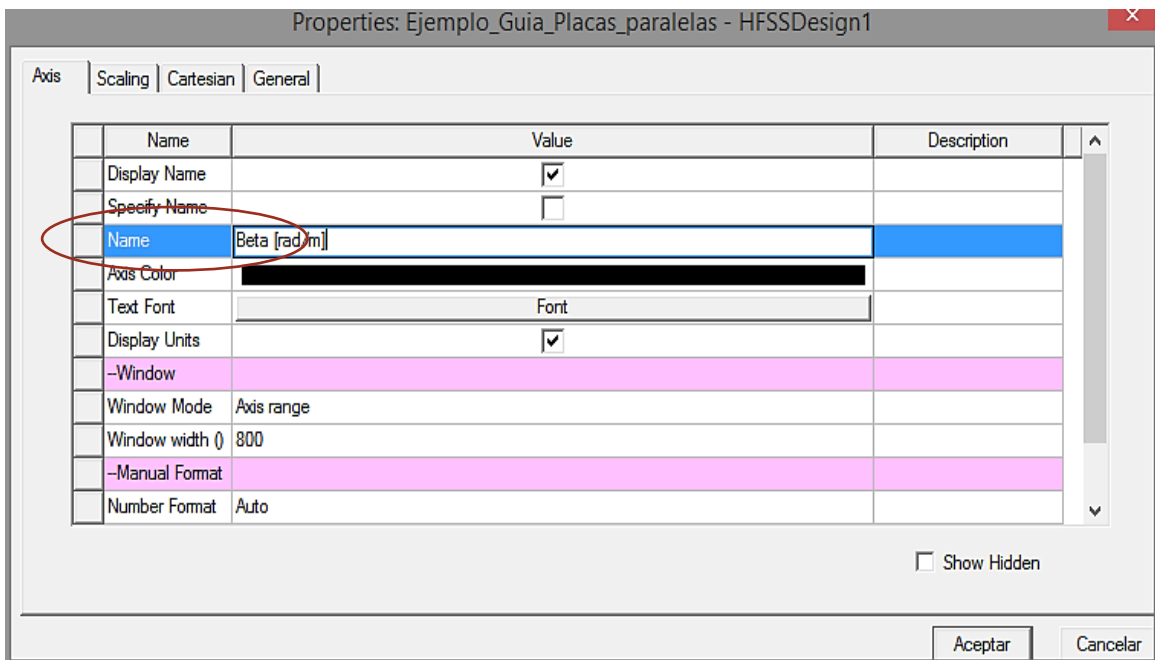 Properties: Ejemplo_Guia_Placas_paralelas - HFSSDesign1
Axis Scaling Cartesian General
Name Value Description
Display Name
Specify Name
Name Beta [rad/m]
Axis Color
Text Font Font
Display Units
--Window
Window Mode Axis range
Window width () 800
--Manual Format
Number Format Auto
Show Hidden
Aceptar Cancelar